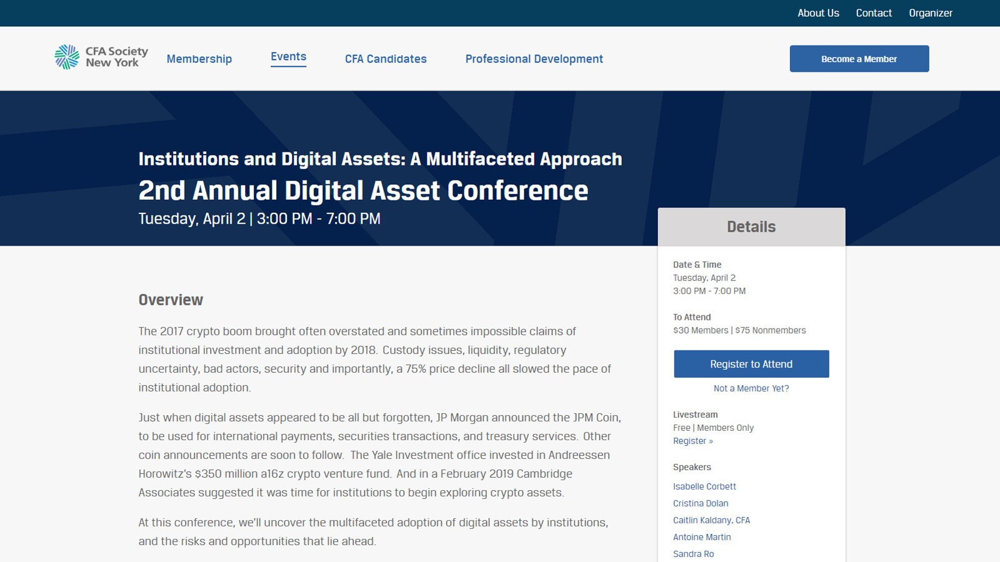 About Us Contact Organizer
CFA Society
New York
Membership Events CFA Candidates Professional Development
Become a Member
Institutions and Digital Assets: A Multifaceted Approach
2nd Annual Digital Asset Conference
Tuesday, April 2 | 3:00 PM - 7:00 PM
Overview
The 2017 crypto boom brought often overstated and sometimes impossible claims of
institutional investment and adoption by 2018. Custody issues, liquidity, regulatory
uncertainty, bad actors, security and importantly, a 75% price decline all slowed the pace of
institutional adoption.
Just when digital assets appeared to be all but forgotten, JP Morgan announced the JPM Coin,
to be used for international payments, securities transactions, and treasury services. Other
coin announcements are soon to follow. The Yale Investment office invested in Andreessen
Horowitz’s $350 million a16z crypto venture fund. And in a February 2019 Cambridge
Associates suggested it was time for institutions to begin exploring crypto assets.
At this conference, we’ll uncover the multifaceted adoption of digital assets by institutions,
and the risks and opportunities that lie ahead.
Details
Date & Time
Tuesday, April 2
3:00 PM - 7:00 PM
To Attend
$30 Members | $75 Nonmembers
Register to Attend
Not a Member Yet?
Livestream
Free | Members Only
Register »
Speakers
Isabelle Corbett
Cristina Dolan
Caitlin Kaldany, CFA
Antoine Martin
Sandra Ro